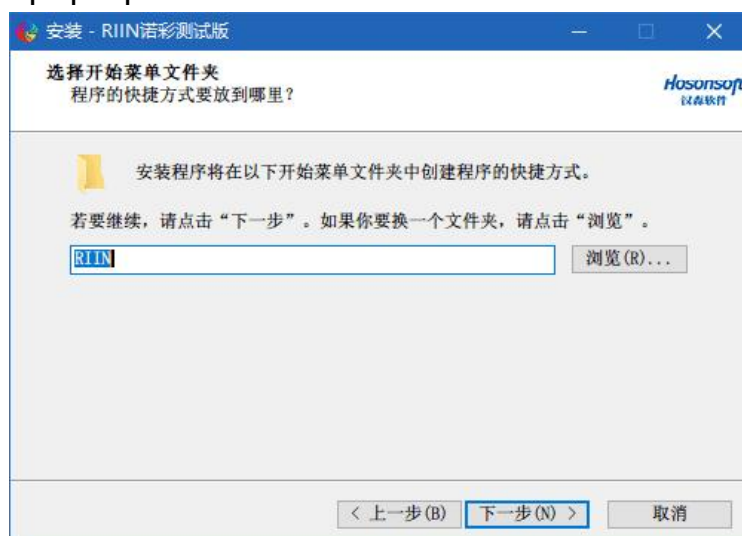 安装 - RIIN诺彩测试版
选择开始菜单文件夹
程序的快捷方式要放到哪里？
Hosonsoft
汉森软件
安装程序将在以下开始菜单文件夹中创建程序的快捷方式。
若要继续，请点击“下一步”。如果你要换一个文件夹，请点击“浏览”。
RIIN
浏览(R)...
< 上一步(B)
下一步(N) >
取消